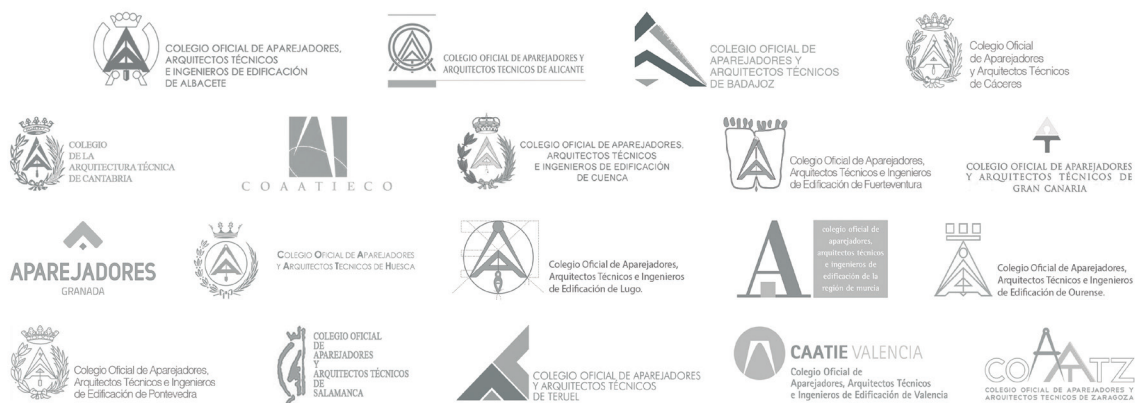 COLEGIO OFICIAL DE APAREJADORES,
ARQUITECTOS TÉCNICOS
E INGENIEROS DE EDIFICACIÓN
DE ALBACETE
COLEGIO OFICIAL DE APAREJADORES Y
ARQUITECTOS TECNICOS DE ALICANTE
COLEGIO OFICIAL DE
APAREJADORES Y
ARQUITECTOS TÉCNICOS
DE BADAJOZ
Colegio Oficial
de Aparejadores
y Arquitectos Técnicos
de Cáceres
COLEGIO
DE LA
ARQUITECTURA TÉCNICA
DE CANTABRIA
COAATIECO
COLEGIO OFICIAL DE APAREJADORES,
ARQUITECTOS TÉCNICOS
E INGENIEROS DE EDIFICACIÓN
DE CUENCA
Colegio Oficial de Aparejadores,
Arquitectos Técnicos e Ingenieros
de Edificación de Fuerteventura
COLEGIO OFICIAL DE APAREJADORES
Y ARQUITECTOS TÉCNICOS DE
GRAN CANARIA
APAREJADORES
GRANADA
COLEGIO OFICIAL DE APAREJADORES
Y ARQUITECTOS TECNICOS DE HUESCA
Colegio Oficial de Aparejadores,
Arquitectos Técnicos e Ingenieros
de Edificación de Lugo.
colegio oficial de
aparejadores,
arquitectos técnicos
e ingenieros de
edificación de la
región de murcia
Colegio Oficial de Aparejadores,
Arquitectos Técnicos e Ingenieros
de Edificación de Ourense.
Colegio Oficial de Aparejadores,
Arquitectos Técnicos e Ingenieros
de Edificación de Pontevedra
COLEGIO OFICIAL
DE
APAREJADORES
Y
ARQUITECTOS TÉCNICOS
DE
SALAMANCA
COLEGIO OFICIAL DE APAREJADORES
Y ARQUITECTOS TÉCNICOS
DE TERUEL
CAATIE VALENCIA
Colegio Oficial de
Aparejadores, Arquitectos Técnicos
e Ingenieros de Edificación de Valencia
COAATZ
COLEGIO OFICIAL DE APAREJADORES Y
ARQUITECTOS TÉCNICOS DE ZARAGOZA